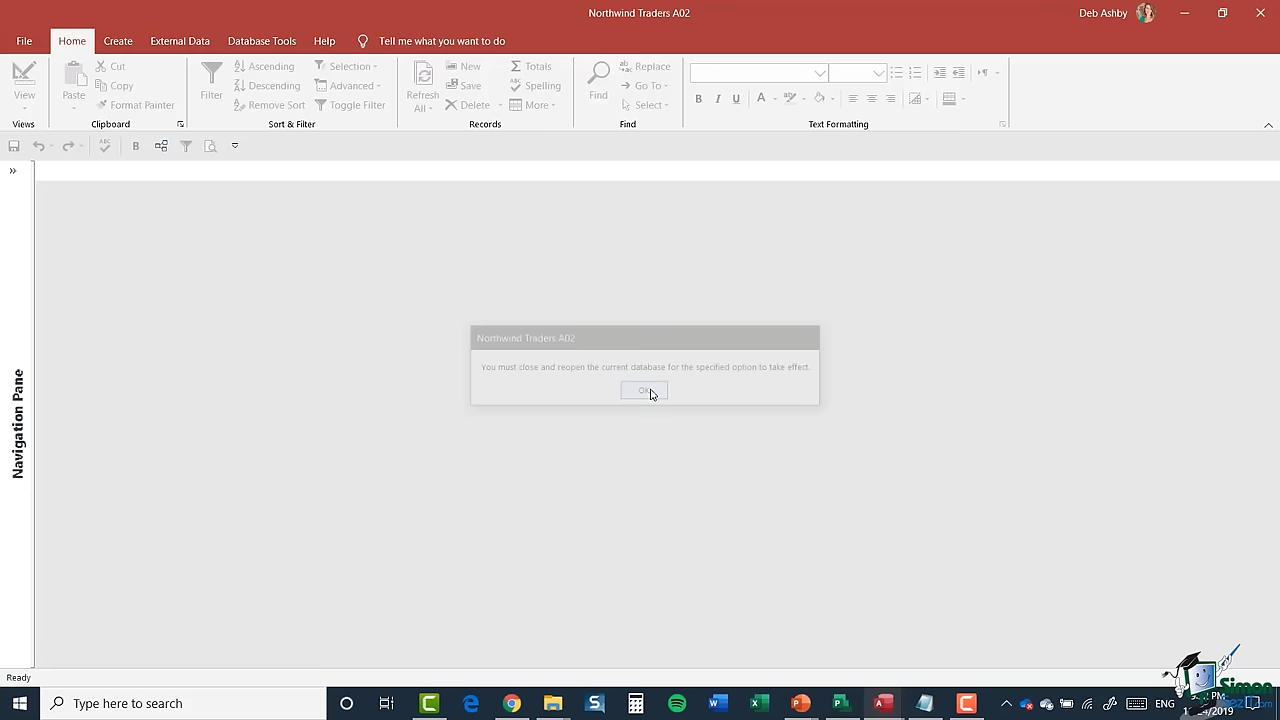 Northwind Traders A02
Deb Ashby
File Home Create External Data Database Tools Help Tell me what you want to do
View
Paste
Cut
Copy
Format Painter
Filter
Ascending
Descending
Remove Sort
Selection
Advanced
Toggle Filter
Refresh
All
New
Save
Delete
Totals
Spelling
More
Find
Replace
Go To
Select
B I U A
Views Clipboard Sort & Filter Records Find Text Formatting
B
Navigation Pane
Northwind Traders A02
You must close and reopen the current database for the specified option to take effect.
OK
Ready
Type here to search
ENG
Simon